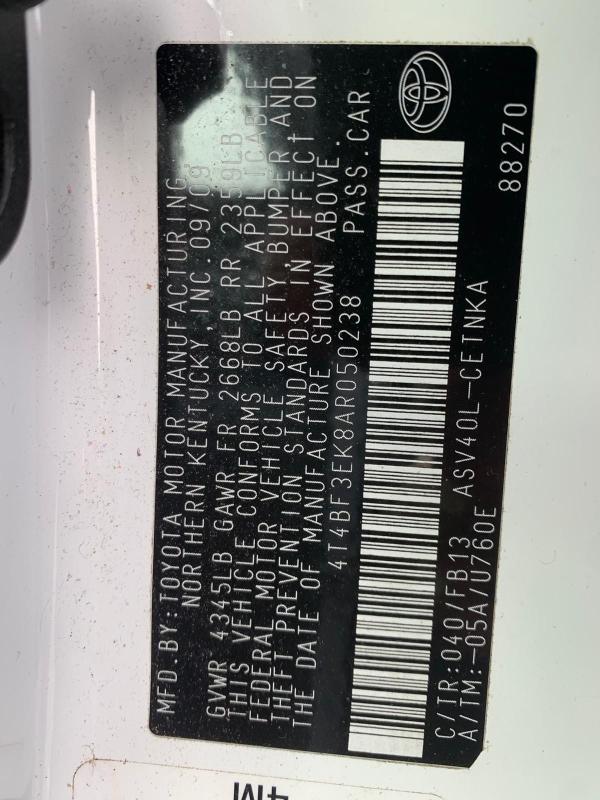 MFD.BY:TOYOTA MOTOR MANUFACTURING
NORTHERN KENTUCKY, INC.09/09
GVWR 4345LB GAWR FR 2668LB RR 2359LB
THIS VEHICLE CONFORMS TO ALL APPLICABLE
FEDERAL MOTOR VEHICLE SAFETY,BUMPER,AND
THEFT PREVENTION STANDARDS IN EFFECT ON
THE DATE OF MANUFACTURE SHOWN ABOVE.
4T4BF3EK8AR050238 PASS.CAR
C/TR:040/FB13 ASV40L-CETNKA
A/TM:-05A/U760E
88270
4M